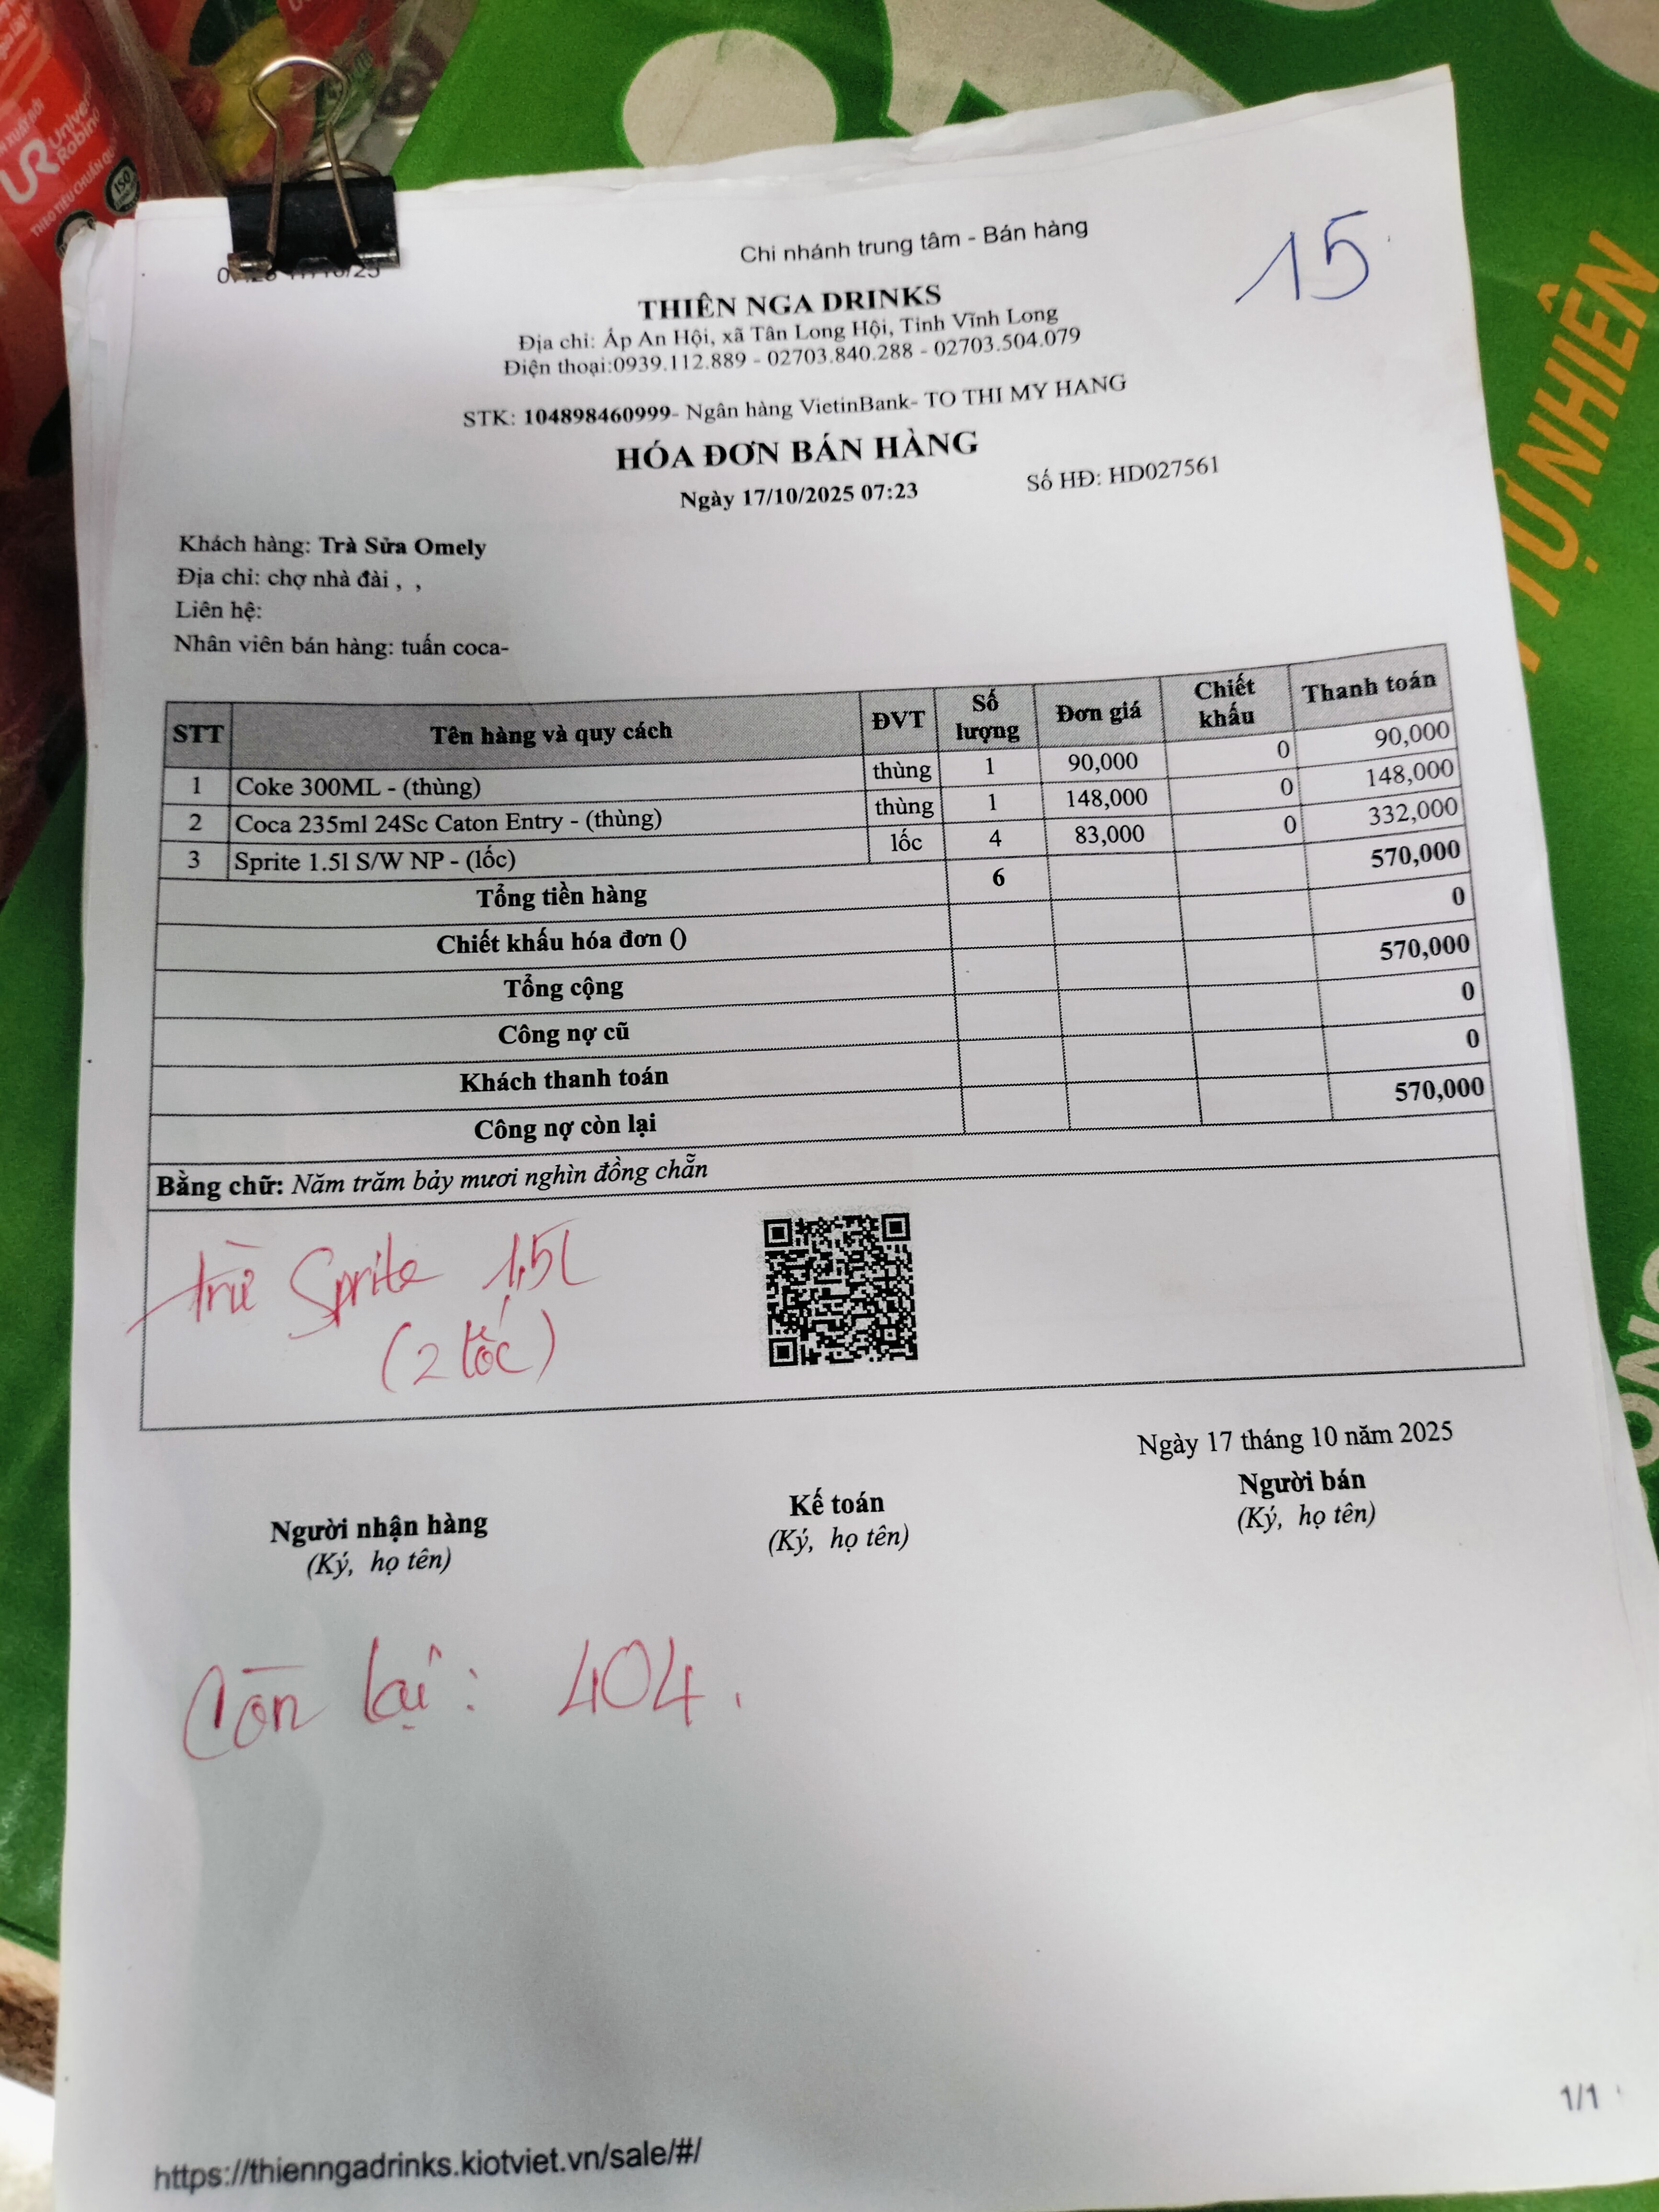 Chi nhánh trung tâm - Bán hàng
15
THIÊN NGA DRINKS
Địa chỉ: Ấp An Hội, xã Tân Long Hội, Tỉnh Vĩnh Long
Điện thoại:0939.112.889 - 02703.840.288 - 02703.504.079
STK: 104898460999- Ngân hàng VietinBank- TO THI MY HANG
HÓA ĐƠN BÁN HÀNG
Ngày 17/10/2025 07:23
Số HĐ: HD027561
Khách hàng: Trà Sữa Omely
Địa chỉ: chợ nhà đài , ,
Liên hệ:
Nhân viên bán hàng: tuấn coca-
STT Tên hàng và quy cách ĐVT Số lượng Đơn giá Chiết khấu Thanh toán
1 Coke 300ML - (thùng) thùng 1 90,000 0 90,000
2 Coca 235ml 24Sc Caton Entry - (thùng) thùng 1 148,000 0 148,000
3 Sprite 1.5l S/W NP - (lốc) lốc 4 83,000 0 332,000
Tổng tiền hàng 6 570,000
Chiết khấu hóa đơn () 0
Tổng cộng 570,000
Công nợ cũ 0
Khách thanh toán 0
Công nợ còn lại 570,000
Bằng chữ: Năm trăm bảy mươi nghìn đồng chẵn
trừ Sprite 1,5l
(2 lốc)
Ngày 17 tháng 10 năm 2025
Người nhận hàng Kế toán Người bán
(Ký, họ tên) (Ký, họ tên) (Ký, họ tên)
Còn lại: 404.
1/1
https://thienngadrinks.kiotviet.vn/sale/#/
TỰ NHIÊN
UR Univer
Robina
THEO TIÊU CHUẨN
ISO